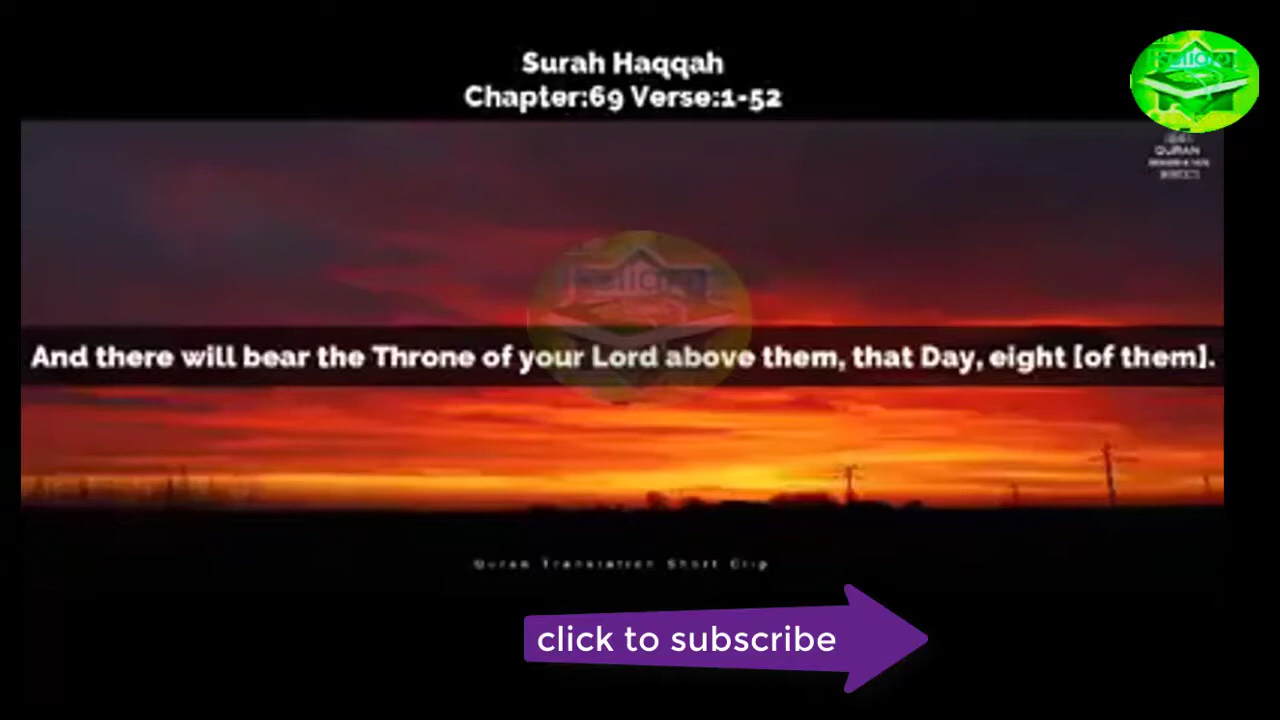 Surah Haqqah
Chapter:69 Verse:1-52
QURAN
And there will bear the Throne of your Lord above them, that Day, eight [of them].
Quran Translation Short Clip
click to subscribe